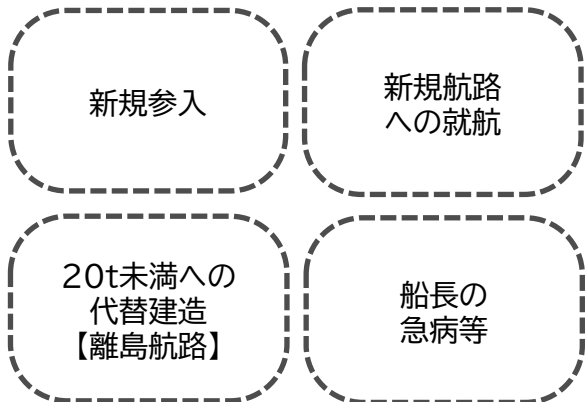 新規参入
新規航路
への就航
20t未満への
代替建造
【離島航路】
船長の
急病等